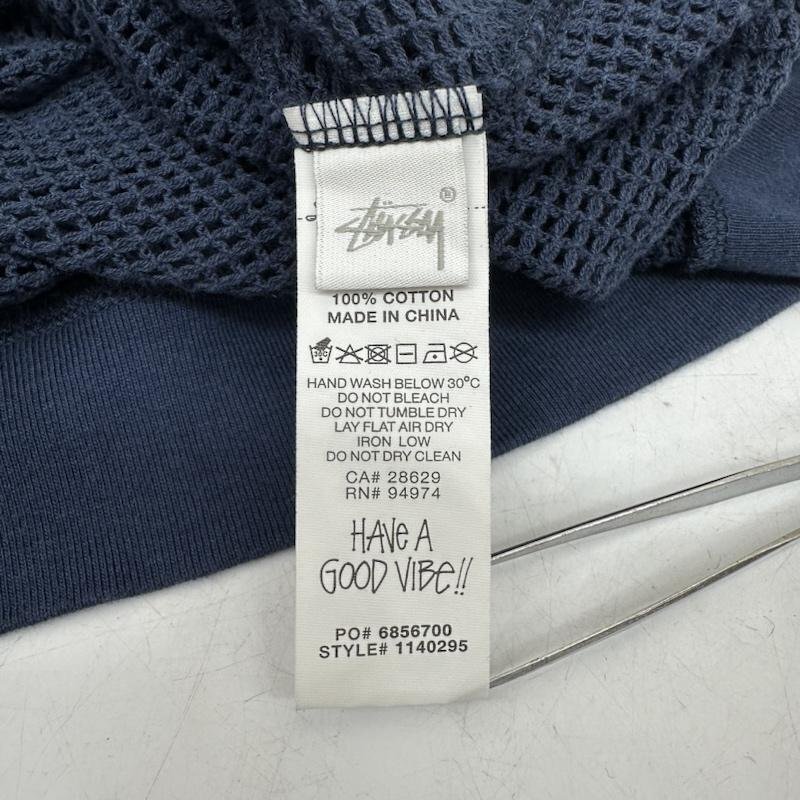 STÜSSY
100% COTTON
MADE IN CHINA
30°C
HAND WASH BELOW 30°C
DO NOT BLEACH
DO NOT TUMBLE DRY
LAY FLAT AIR DRY
IRON LOW
DO NOT DRY CLEAN
CA# 28629
RN# 94974
HAVE A
GOOD VIBE!!
PO# 6856700
STYLE# 1140295